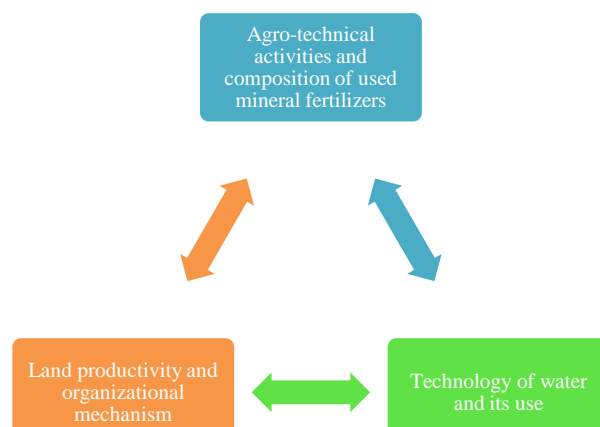 Agro-technical
activities and
composition of used
mineral fertilizers
Land productivity and
organizational
mechanism
Technology of water
and its use